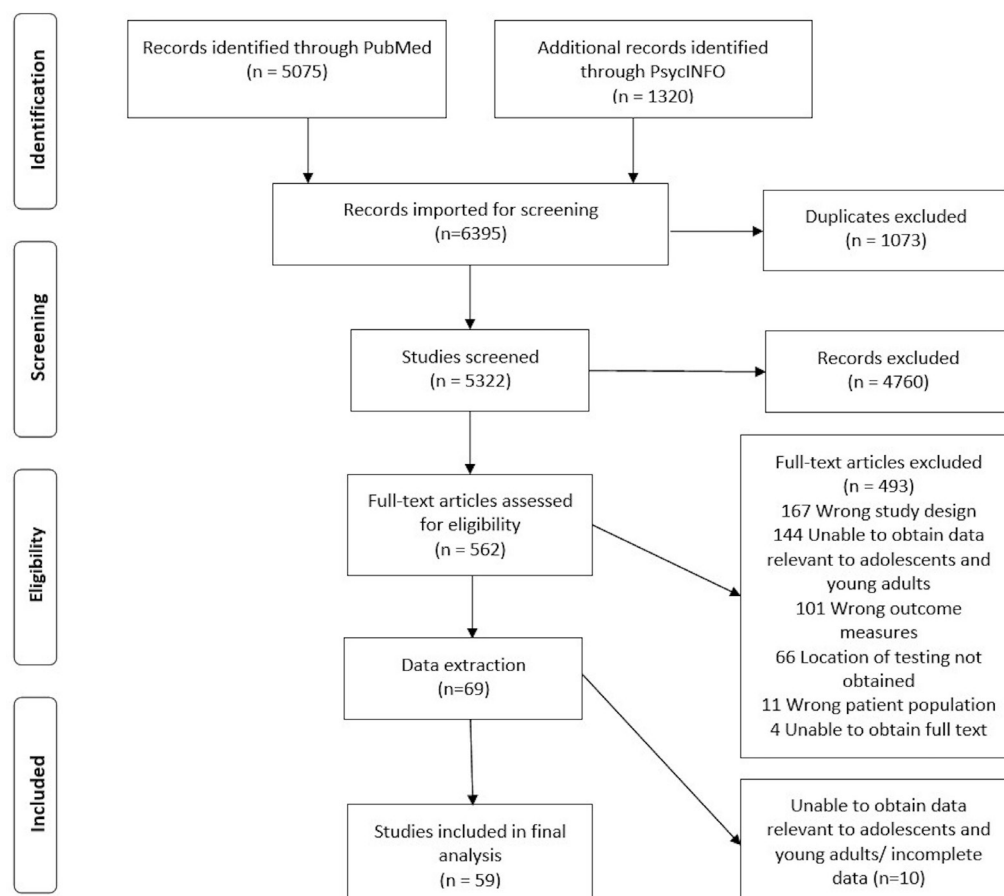 Identification
Records identified through PubMed
(n = 5075)
Additional records identified
through PsycINFO
(n = 1320)
Records imported for screening
(n=6395)
Duplicates excluded
(n = 1073)
Screening
Studies screened
(n = 5322)
Records excluded
(n = 4760)
Eligibility
Full-text articles assessed
for eligibility
(n = 562)
Full-text articles excluded
(n = 493)
167 Wrong study design
144 Unable to obtain data
relevant to adolescents and
young adults
101 Wrong outcome
measures
66 Location of testing not
obtained
11 Wrong patient population
4 Unable to obtain full text
Data extraction
(n=69)
Included
Studies included in final
analysis
(n = 59)
Unable to obtain data
relevant to adolescents and
young adults/ incomplete
data (n=10)